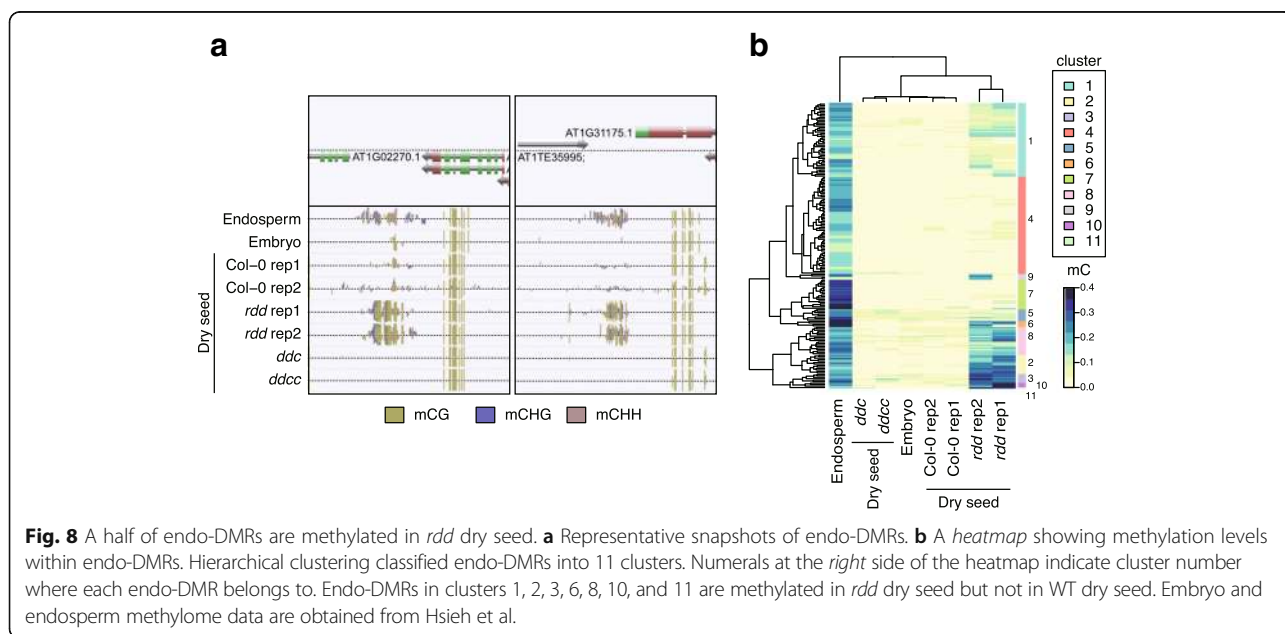 a
AT1G02270.1
AT1G31175.1
AT1TE35995;
Endosperm
Embryo
Col–0 rep1
Col–0 rep2
rdd rep1
rdd rep2
ddc
ddcc
Dry seed
mCG mCHG mCHH
b
cluster
1
2
3
4
5
6
7
8
9
10
11
mC
0.4
0.3
0.2
0.1
0.0
1
4
9
7
5
6
8
2
3 10
11
Endosperm
ddc
ddcc
Embryo
Col–0 rep2
Col–0 rep1
rdd rep2
rdd rep1
Dry seed
Dry seed
Fig. 8 A half of endo-DMRs are methylated in rdd dry seed. a Representative snapshots of endo-DMRs. b A heatmap showing methylation levels
within endo-DMRs. Hierarchical clustering classified endo-DMRs into 11 clusters. Numerals at the right side of the heatmap indicate cluster number
where each endo-DMR belongs to. Endo-DMRs in clusters 1, 2, 3, 6, 8, 10, and 11 are methylated in rdd dry seed but not in WT dry seed. Embryo and
endosperm methylome data are obtained from Hsieh et al.